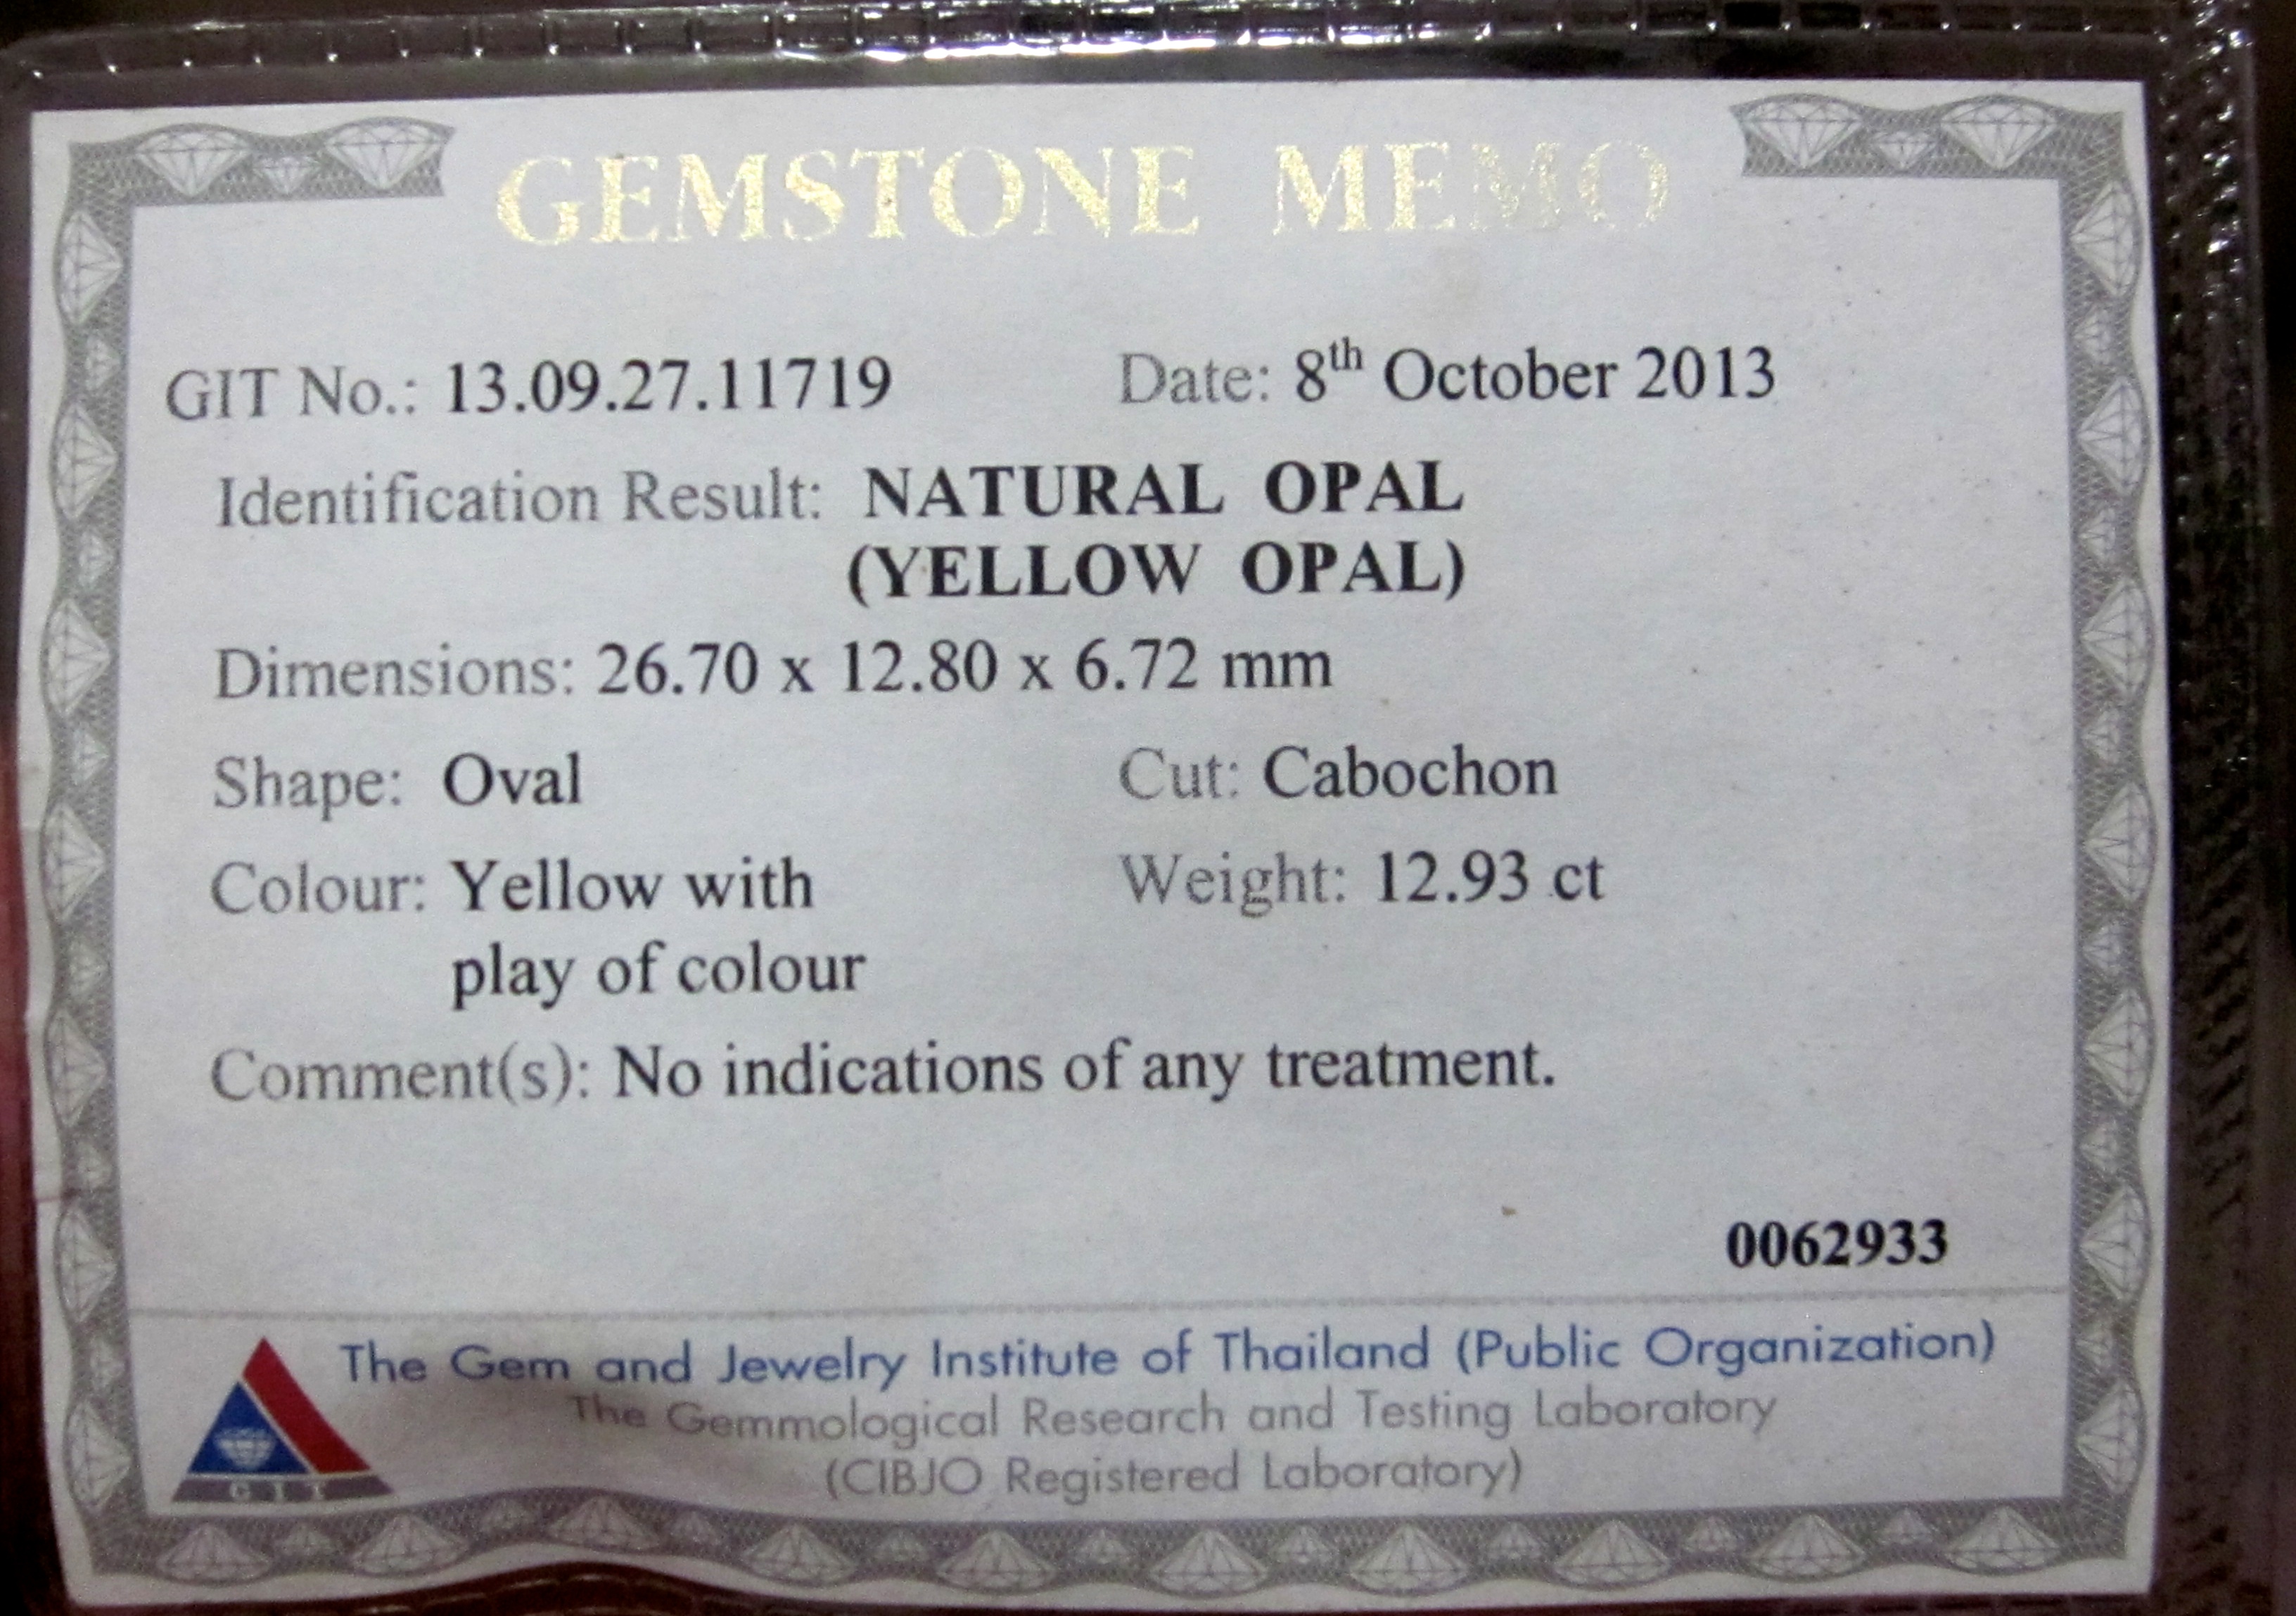 GEMSTONE MEMO
GIT No.: 13.09.27.11719 Date: 8th October 2013
Identification Result: NATURAL OPAL
(YELLOW OPAL)
Dimensions: 26.70 x 12.80 x 6.72 mm
Shape: Oval Cut: Cabochon
Colour: Yellow with Weight: 12.93 ct
play of colour
Comment(s): No indications of any treatment.
0062933
The Gem and Jewelry Institute of Thailand (Public Organization)
The Gemmological Research and Testing Laboratory
(CIBJO Registered Laboratory)
GIT